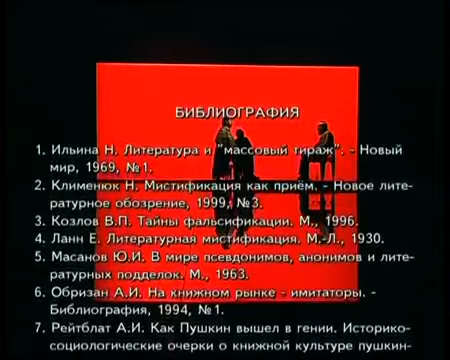 БИБЛИОГРАФИЯ
1. Ильина Н. Литература и "массовый тираж". - Новый
мир, 1969, №1.
2. Клименюк Н. Мистификация как приём. - Новое лите-
ратурное обозрение, 1999, №3.
3. Козлов В.П. Тайны фальсификации. М., 1996.
4. Ланн Е. Литературная мистификация. М.-Л., 1930.
5. Масанов Ю.И. В мире псевдонимов, анонимов и лите-
ратурных подделок. М., 1963.
6. Обризан А.И. На книжном рынке - имитаторы. -
Библиография, 1994, №1.
7. Рейтблат А.И. Как Пушкин вышел в гении. Историко-
социологические очерки о книжной культуре пушкин-